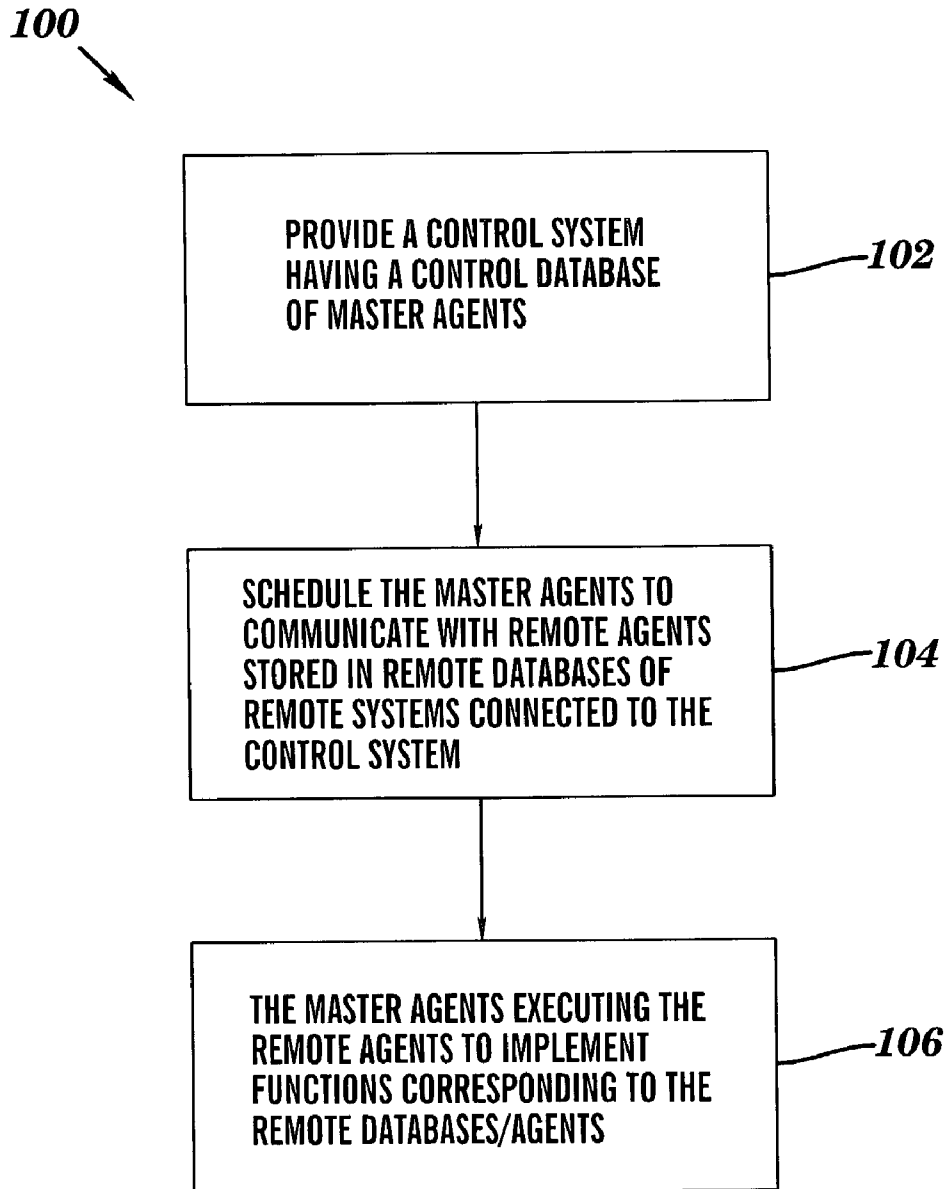 100
PROVIDE A CONTROL SYSTEM
HAVING A CONTROL DATABASE
OF MASTER AGENTS
102
SCHEDULE THE MASTER AGENTS TO
COMMUNICATE WITH REMOTE AGENTS
STORED IN REMOTE DATABASES OF
REMOTE SYSTEMS CONNECTED TO THE
CONTROL SYSTEM
104
THE MASTER AGENTS EXECUTING THE
REMOTE AGENTS TO IMPLEMENT
FUNCTIONS CORRESPONDING TO THE
REMOTE DATABASES/AGENTS
106